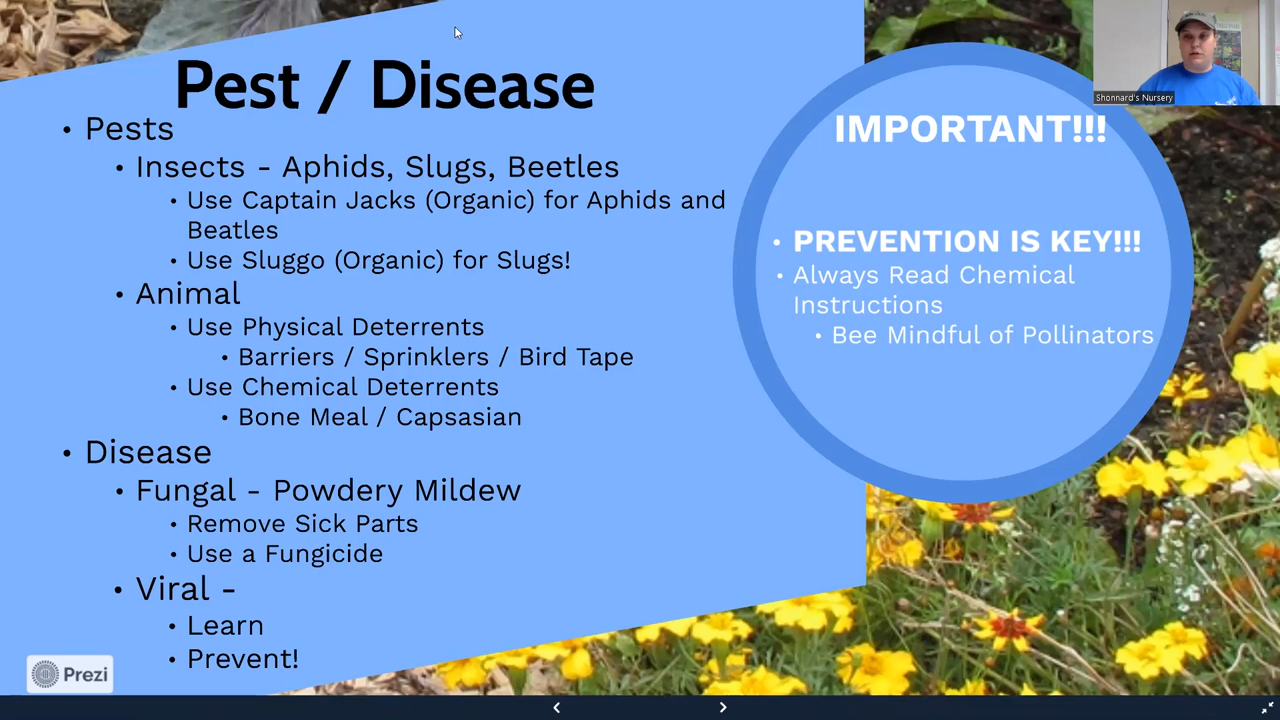 Pest / Disease
• Pests
• Insects - Aphids, Slugs, Beetles
• Use Captain Jacks (Organic) for Aphids and
Beatles
• Use Sluggo (Organic) for Slugs!
• Animal
• Use Physical Deterrents
• Barriers / Sprinklers / Bird Tape
• Use Chemical Deterrents
• Bone Meal / Capsasian
• Disease
• Fungal - Powdery Mildew
• Remove Sick Parts
• Use a Fungicide
• Viral -
• Learn
• Prevent!
IMPORTANT!!!
• PREVENTION IS KEY!!!
• Always Read Chemical
Instructions
• Bee Mindful of Pollinators
Shonnard's Nursery
Prezi